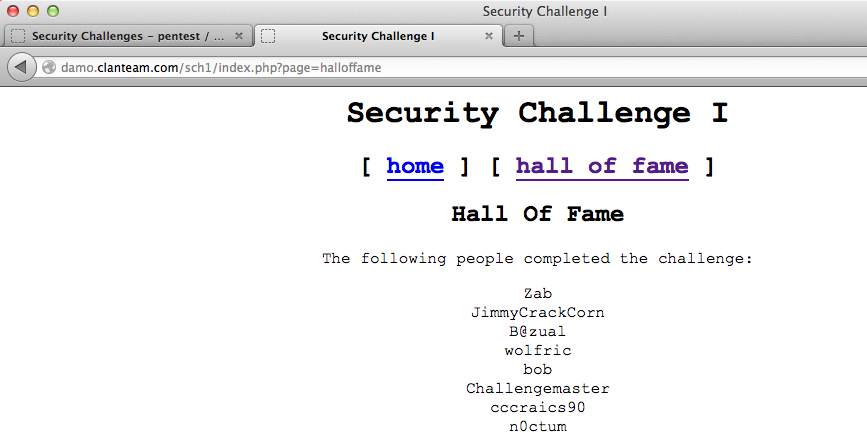 Security Challenge I
Security Challenges - pentest / ...
Security Challenge I
damo.clanteam.com/sch1/index.php?page=halloffame
Security Challenge I
[ home ] [ hall of fame ]
Hall Of Fame
The following people completed the challenge:
Zab
JimmyCrackCorn
B@zual
wolfric
bob
Challengemaster
cccraics90
n0ctum